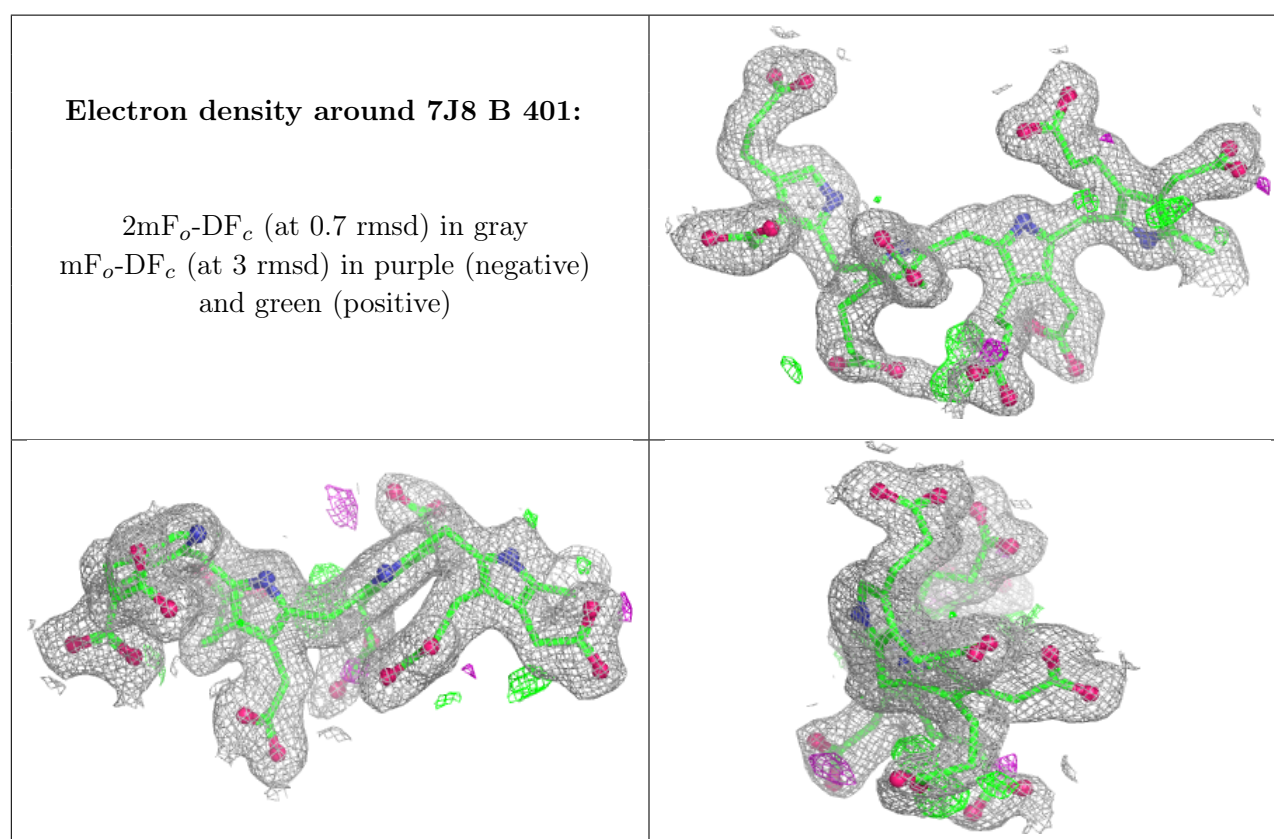 Electron density around 7J8 B 401:
2mFo-DFc (at 0.7 rmsd) in gray
mFo-DFc (at 3 rmsd) in purple (negative)
and green (positive)